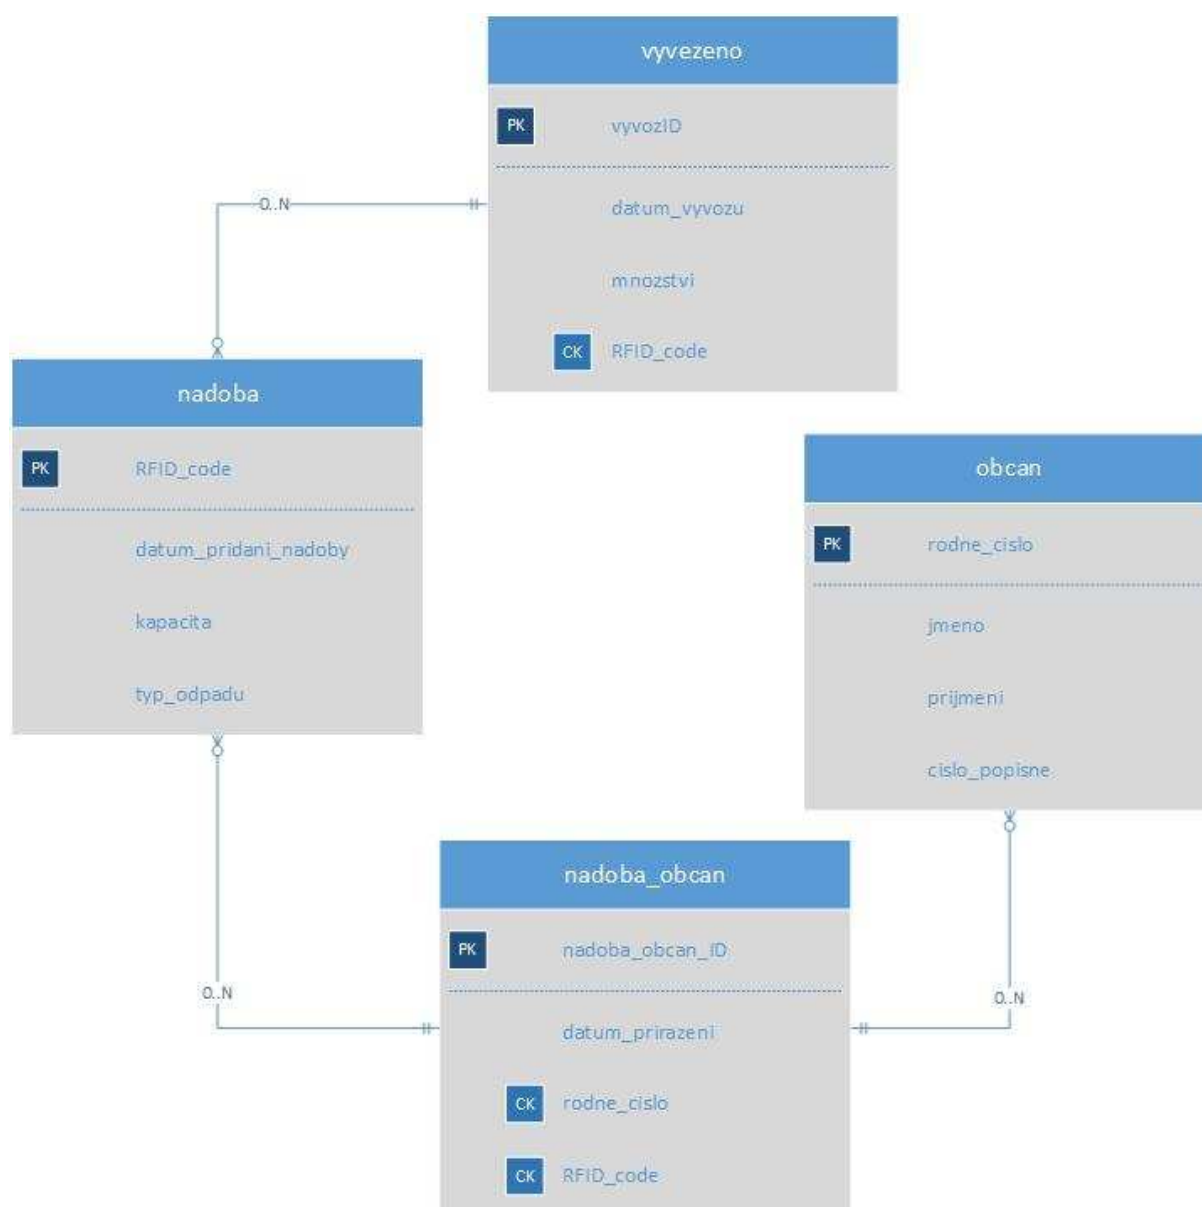 vyvezeno
PK vyvozID
datum_vyvozu
mnozstvi
CK RFID_code
0..N
nadoba
PK RFID_code
datum_pridani_nadoby
kapacita
typ_odpadu
obcan
PK rodne_cislo
jmeno
prijmeni
cislo_popisne
nadoba_obcan
PK nadoba_obcan_ID
datum_prirazeni
CK rodne_cislo
CK RFID_code
0..N
0..N